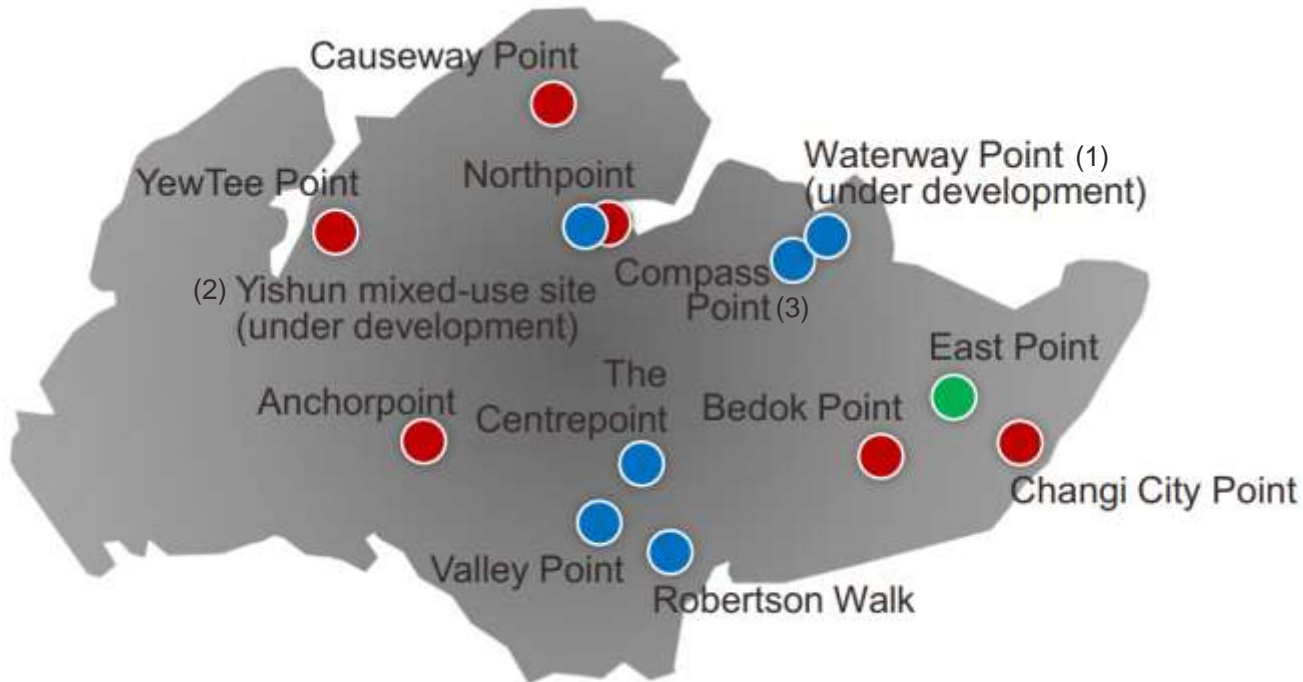 Causeway Point
Waterway Point (1)
(under development)
YewTee Point
Northpoint
Compass
Point (3)
(2) Yishun mixed-use site
(under development)
East Point
The
Centrepoint
Anchorpoint
Bedok Point
Changi City Point
Valley Point
Robertson Walk